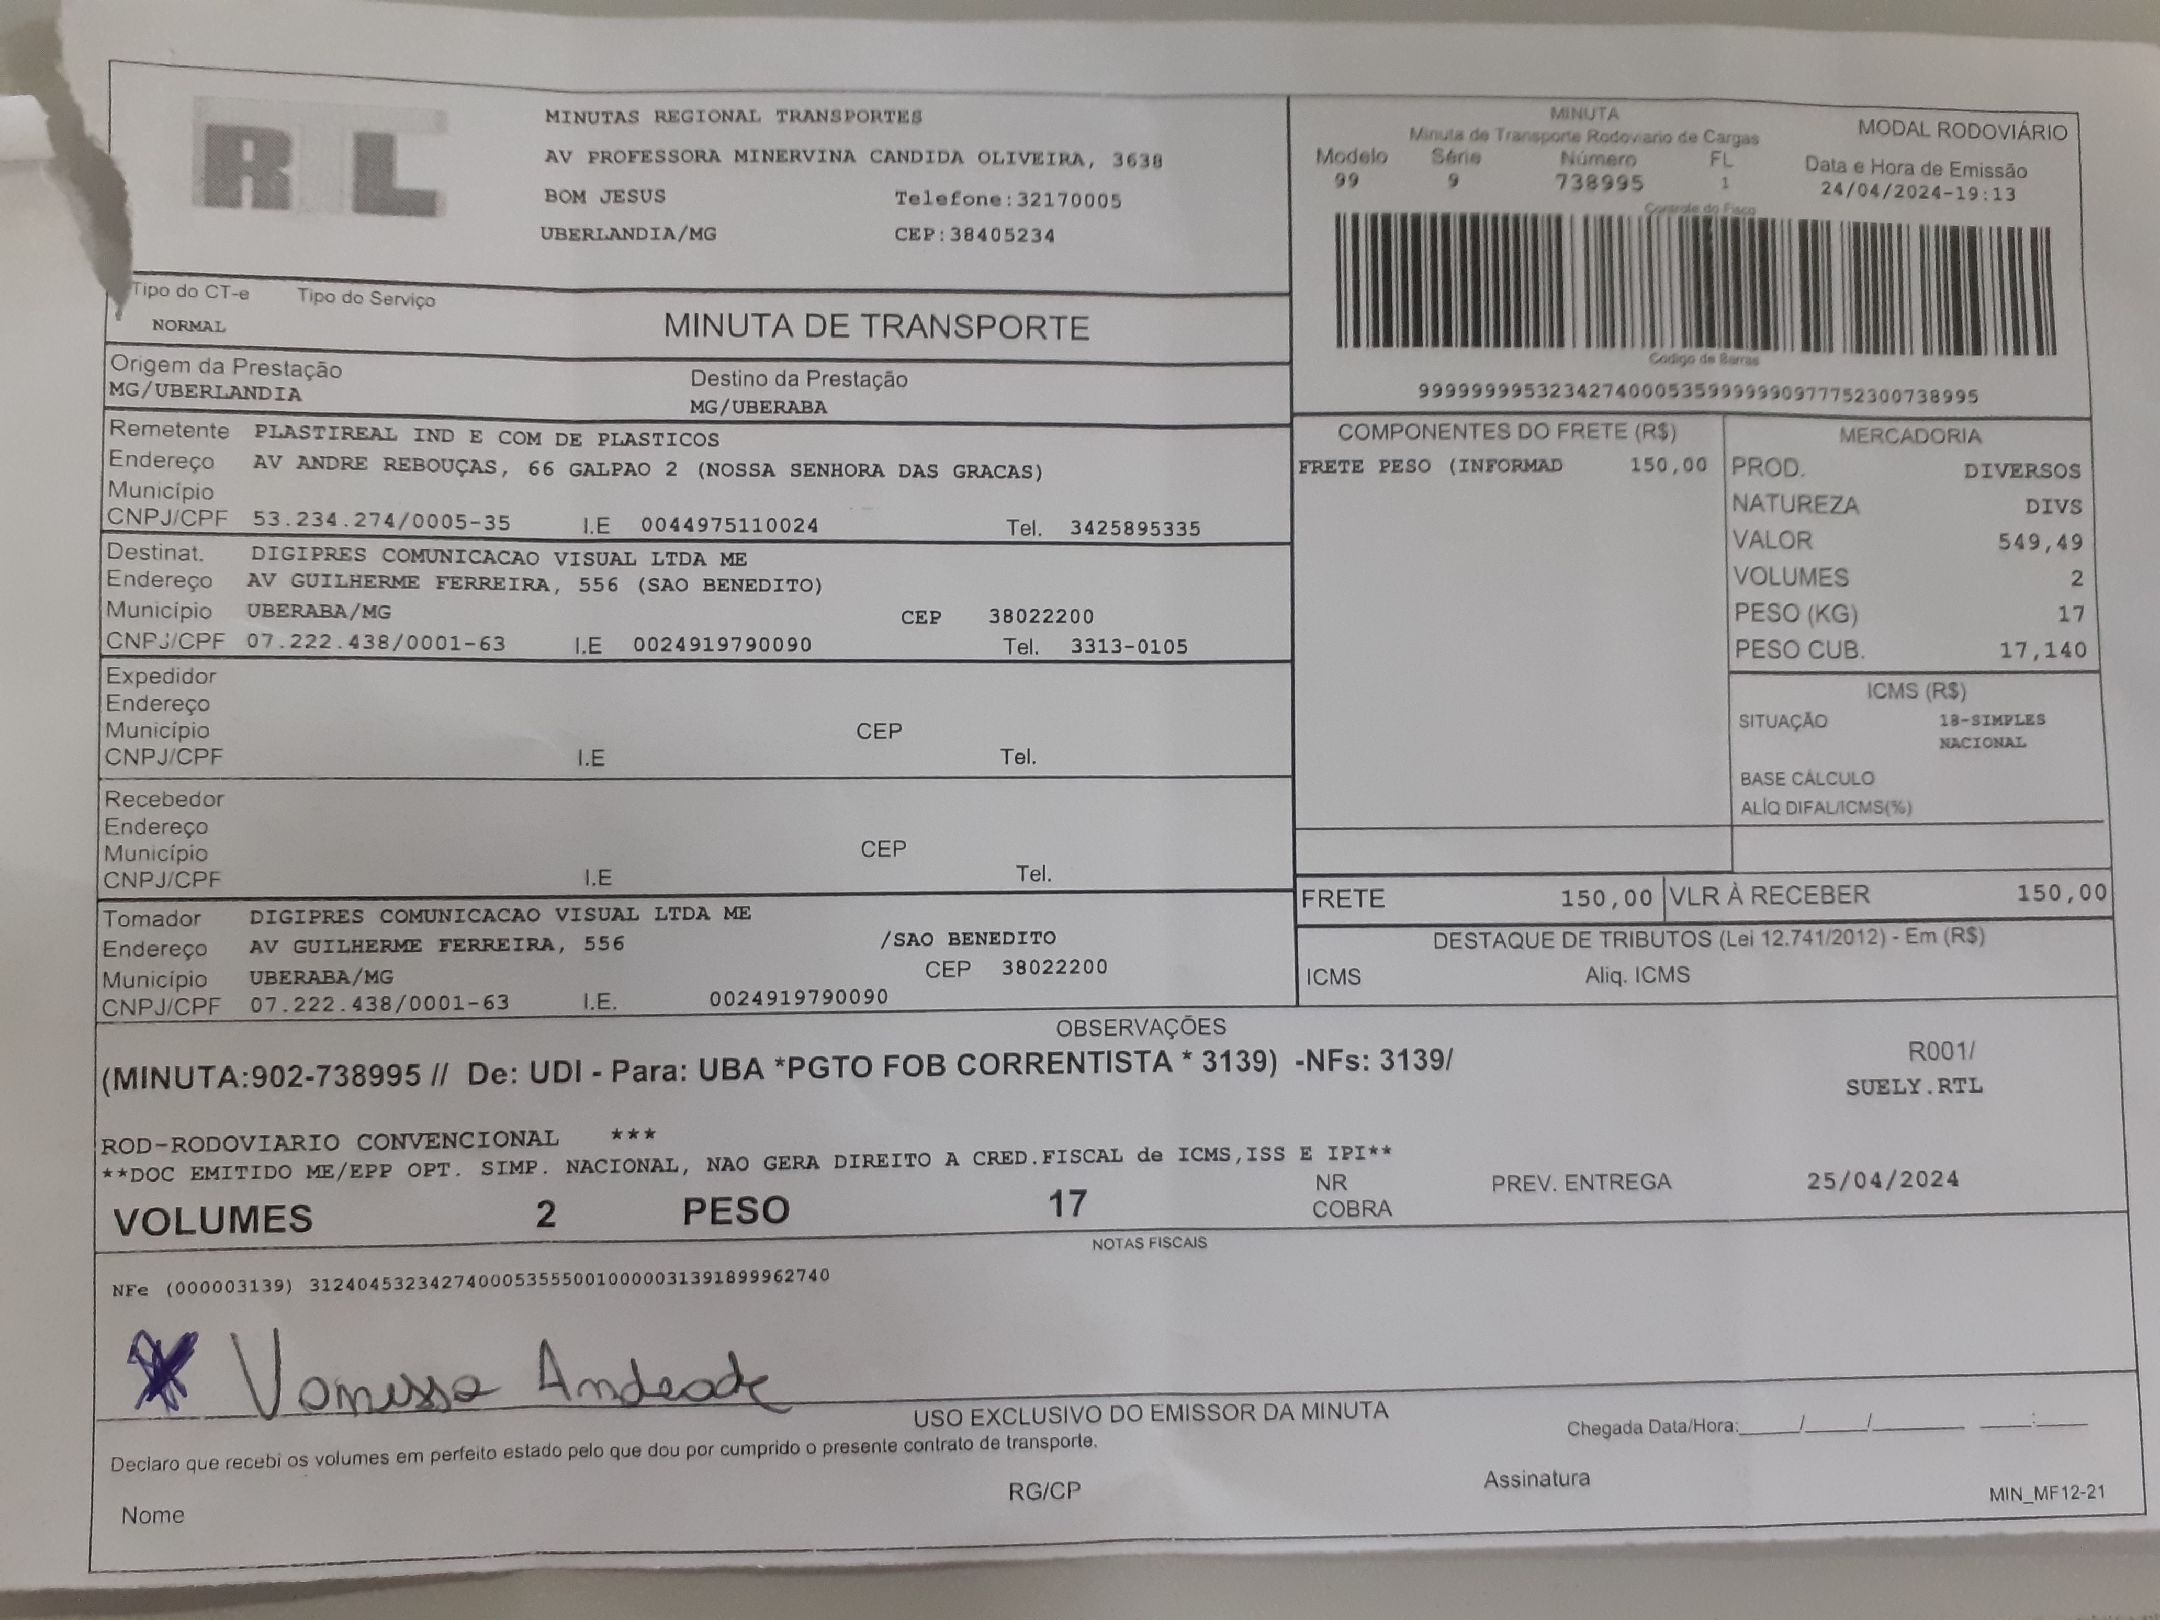 RTL
MINUTAS REGIONAL TRANSPORTES
AV PROFESSORA MINERVINA CANDIDA OLIVEIRA, 3638
BOM JESUS Telefone:32170005
UBERLANDIA/MG CEP:38405234
MINUTA
Minuta de Transporte Rodoviario de Cargas
MODAL RODOVIÁRIO
Modelo Série Número FL Data e Hora de Emissão
99 9 738995 1 24/04/2024-19:13
Controle do Fisco
Codigo de Barras
99999999532342740005359999999097775230073 8995
Tipo do CT-e Tipo do Serviço
NORMAL
MINUTA DE TRANSPORTE
Origem da Prestação Destino da Prestação
MG/UBERLANDIA MG/UBERABA
Remetente PLASTIREAL IND E COM DE PLASTICOS
Endereço AV ANDRE REBOUÇAS, 66 GALPAO 2 (NOSSA SENHORA DAS GRACAS)
Município
CNPJ/CPF 53.234.274/0005-35 I.E 0044975110024 Tel. 3425895335
Destinat. DIGIPRES COMUNICACAO VISUAL LTDA ME
Endereço AV GUILHERME FERREIRA, 556 (SAO BENEDITO)
Município UBERABA/MG CEP 38022200
CNPJ/CPF 07.222.438/0001-63 I.E 0024919790090 Tel. 3313-0105
Expedidor
Endereço
Município CEP
CNPJ/CPF I.E Tel.
Recebedor
Endereço
Município CEP
CNPJ/CPF I.E Tel.
Tomador DIGIPRES COMUNICACAO VISUAL LTDA ME
Endereço AV GUILHERME FERREIRA, 556 /SAO BENEDITO
Município UBERABA/MG CEP 38022200
CNPJ/CPF 07.222.438/0001-63 I.E. 0024919790090
COMPONENTES DO FRETE (R$)
FRETE PESO (INFORMAD 150,00
MERCADORIA
PROD. DIVERSOS
NATUREZA DIVS
VALOR 549,49
VOLUMES 2
PESO (KG) 17
PESO CUB. 17,140
ICMS (R$)
SITUAÇÃO 18-SIMPLES
NACIONAL
BASE CÁLCULO
ALÍQ DIFAL/ICMS(%)
FRETE 150,00 VLR À RECEBER 150,00
DESTAQUE DE TRIBUTOS (Lei 12.741/2012) - Em (R$)
ICMS Aliq. ICMS
OBSERVAÇÕES
(MINUTA:902-738995 // De: UDI - Para: UBA *PGTO FOB CORRENTISTA * 3139) -NFs: 3139/
R001/
SUELY.RTL
ROD-RODOVIARIO CONVENCIONAL ***
**DOC EMITIDO ME/EPP OPT. SIMP. NACIONAL, NAO GERA DIREITO A CRED.FISCAL de ICMS,ISS E IPI**
VOLUMES 2 PESO 17
NR
COBRA
PREV. ENTREGA 25/04/2024
NOTAS FISCAIS
NFe (000003139) 31240453234274000535550010000031391899962740
Vanessa Andrade
USO EXCLUSIVO DO EMISSOR DA MINUTA
Chegada Data/Hora:_____/_____/________ ____:____
Declaro que recebi os volumes em perfeito estado pelo que dou por cumprido o presente contrato de transporte.
Nome RG/CP Assinatura
MIN_MF12-21